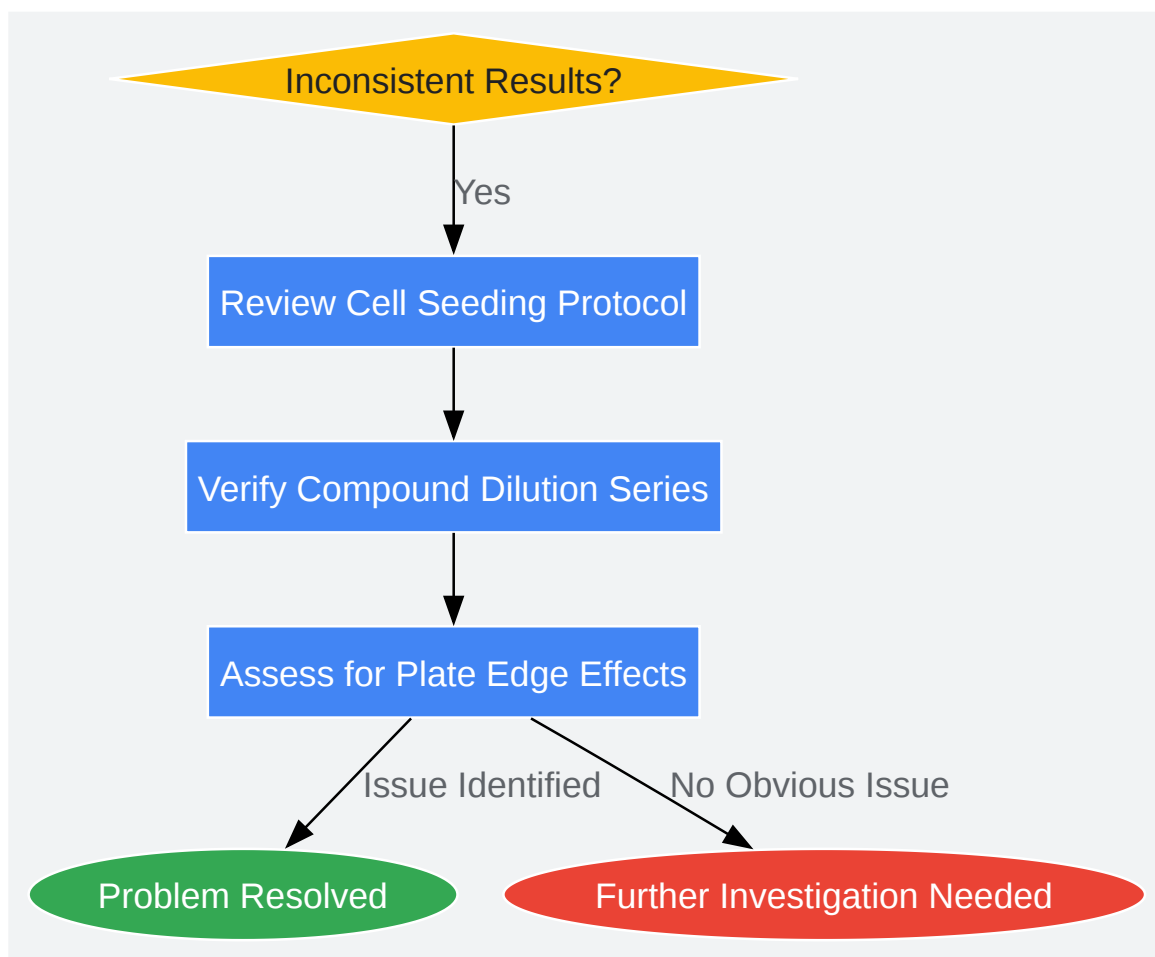 Inconsistent Results?
Yes
Review Cell Seeding Protocol
Verify Compound Dilution Series
Assess for Plate Edge Effects
Issue Identified
No Obvious Issue
Problem Resolved
Further Investigation Needed